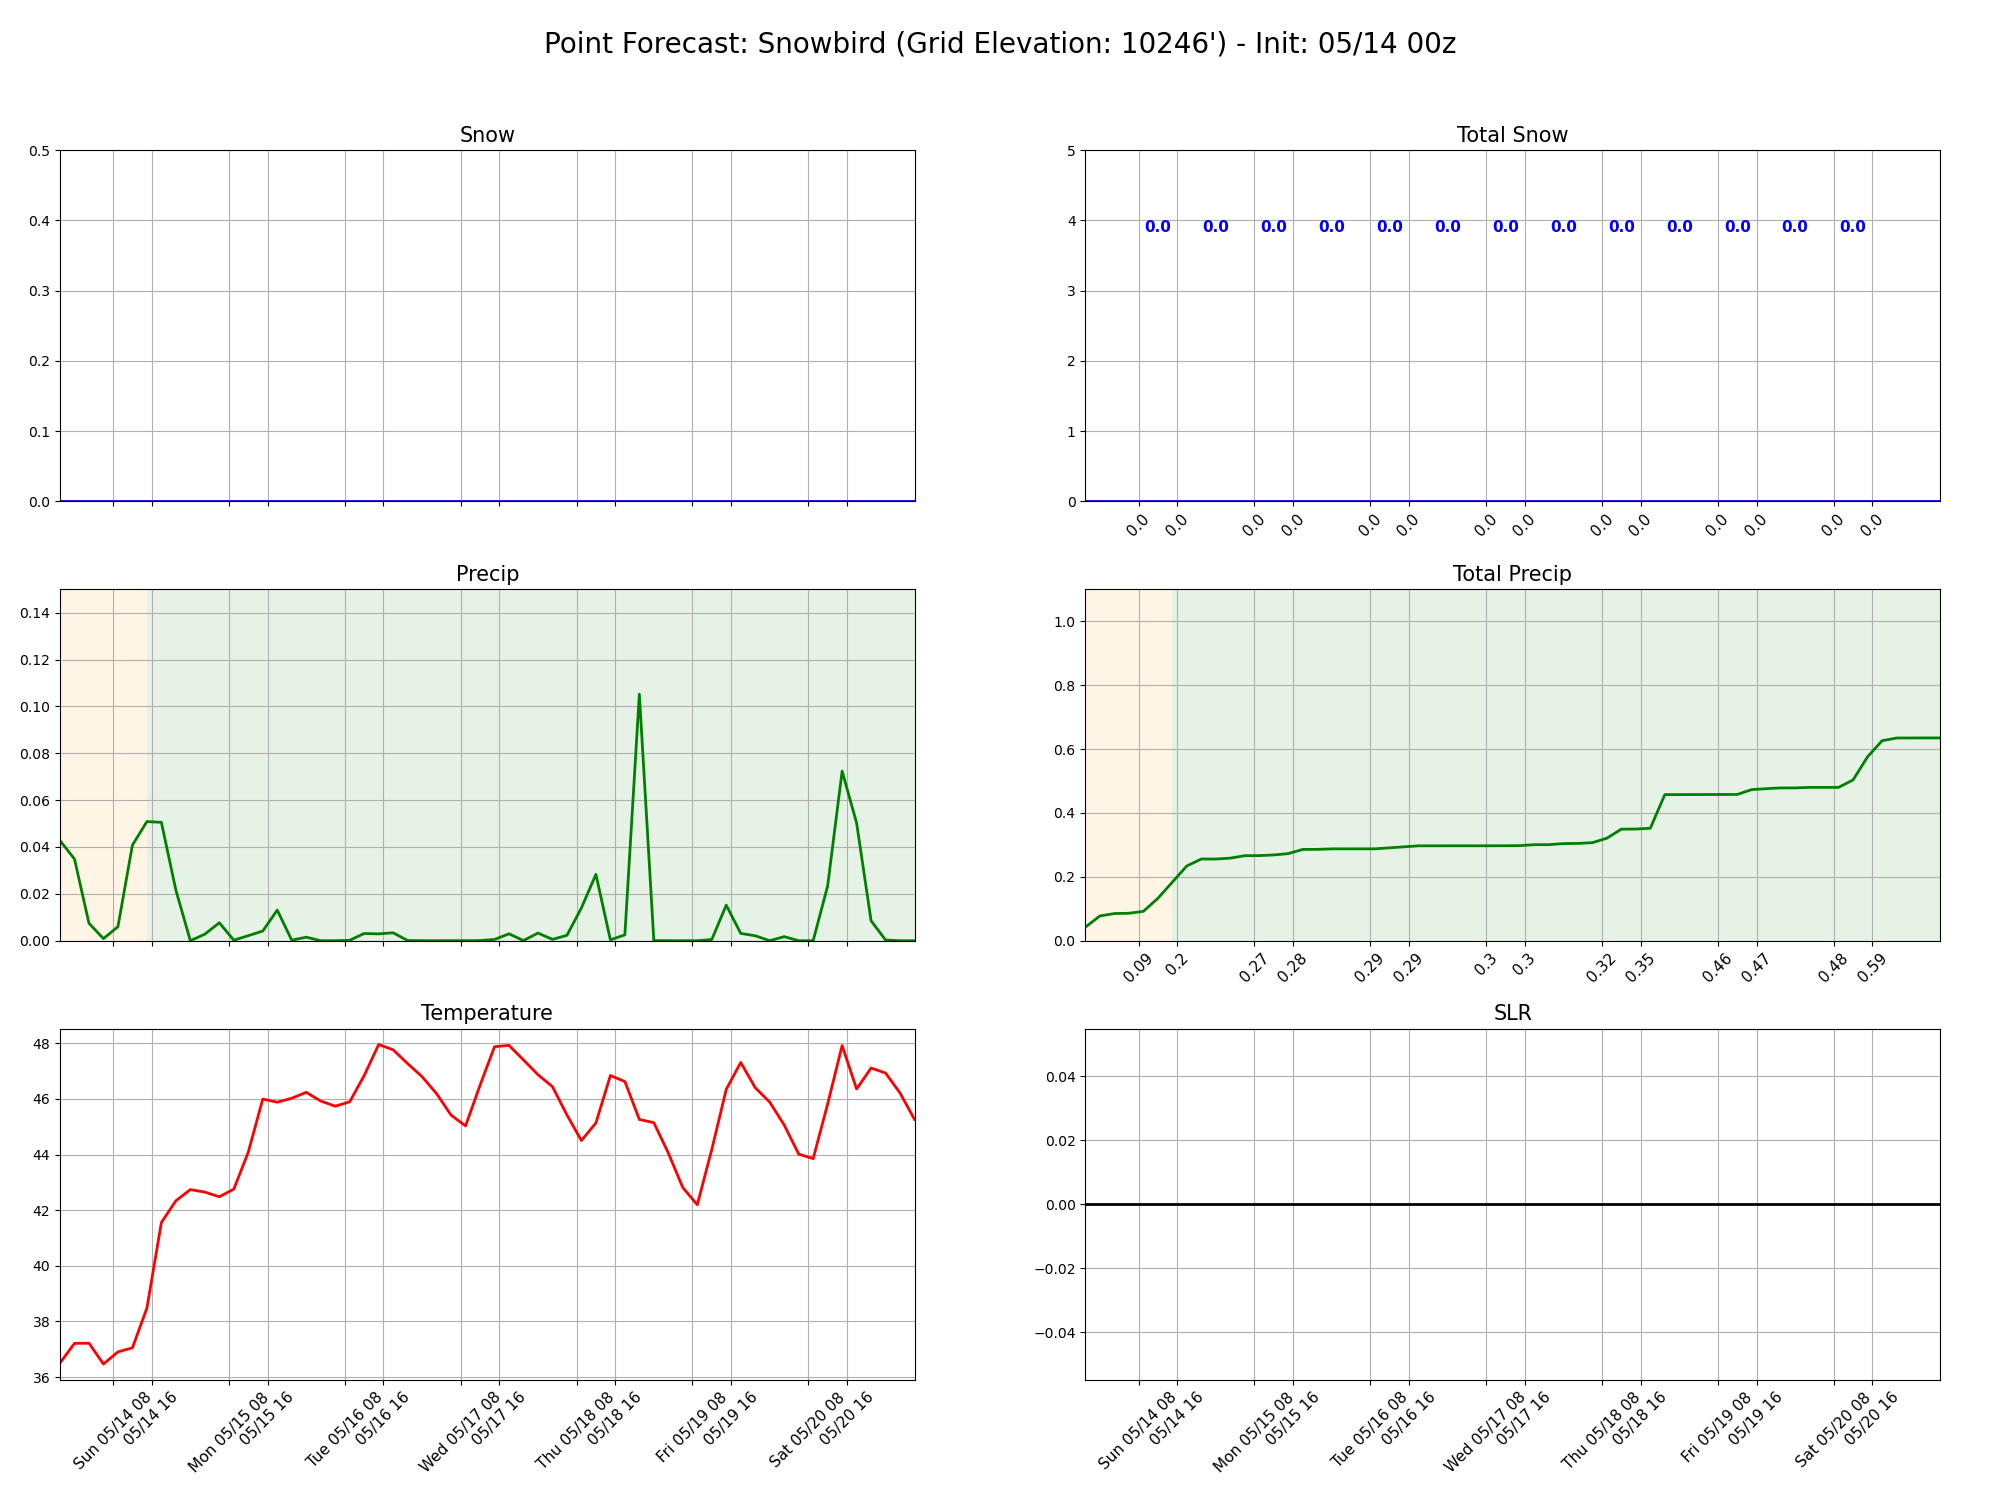 Point Forecast: Snowbird (Grid Elevation: 10246') - Init: 05/14 00z
Snow
0.5
0.4
0.3
0.2
0.1
0.0
Total Snow
5
4
3
2
1
0
0.0 0.0 0.0 0.0 0.0 0.0 0.0 0.0 0.0 0.0 0.0 0.0 0.0
0.0 0.0 0.0 0.0 0.0 0.0 0.0 0.0 0.0 0.0 0.0 0.0 0.0 0.0
Precip
0.14
0.12
0.10
0.08
0.06
0.04
0.02
0.00
Total Precip
1.0
0.8
0.6
0.4
0.2
0.0
0.09 0.2 0.27 0.28 0.29 0.29 0.3 0.3 0.32 0.35 0.46 0.47 0.48 0.59
Temperature
48
46
44
42
40
38
36
Sun 05/14 08
05/14 16
Mon 05/15 08
05/15 16
Tue 05/16 08
05/16 16
Wed 05/17 08
05/17 16
Thu 05/18 08
05/18 16
Fri 05/19 08
05/19 16
Sat 05/20 08
05/20 16
SLR
0.04
0.02
0.00
−0.02
−0.04
Sun 05/14 08
05/14 16
Mon 05/15 08
05/15 16
Tue 05/16 08
05/16 16
Wed 05/17 08
05/17 16
Thu 05/18 08
05/18 16
Fri 05/19 08
05/19 16
Sat 05/20 08
05/20 16